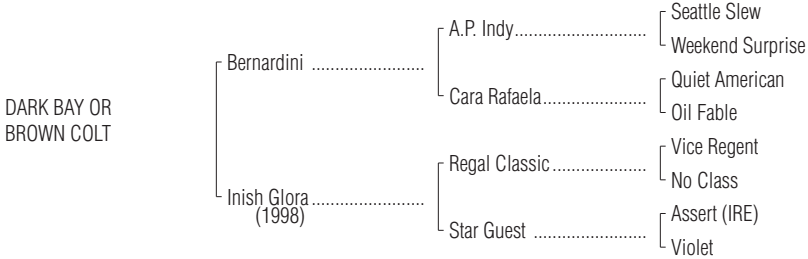 Seattle Slew
A.P. Indy..............................
Weekend Surprise
Bernardini ..........................
Quiet American
Cara Rafaela........................
Oil Fable
DARK BAY OR
BROWN COLT
Vice Regent
Regal Classic......................
No Class
Inish Glora..........................
(1998)
Assert (IRE)
Star Guest ..........................
Violet